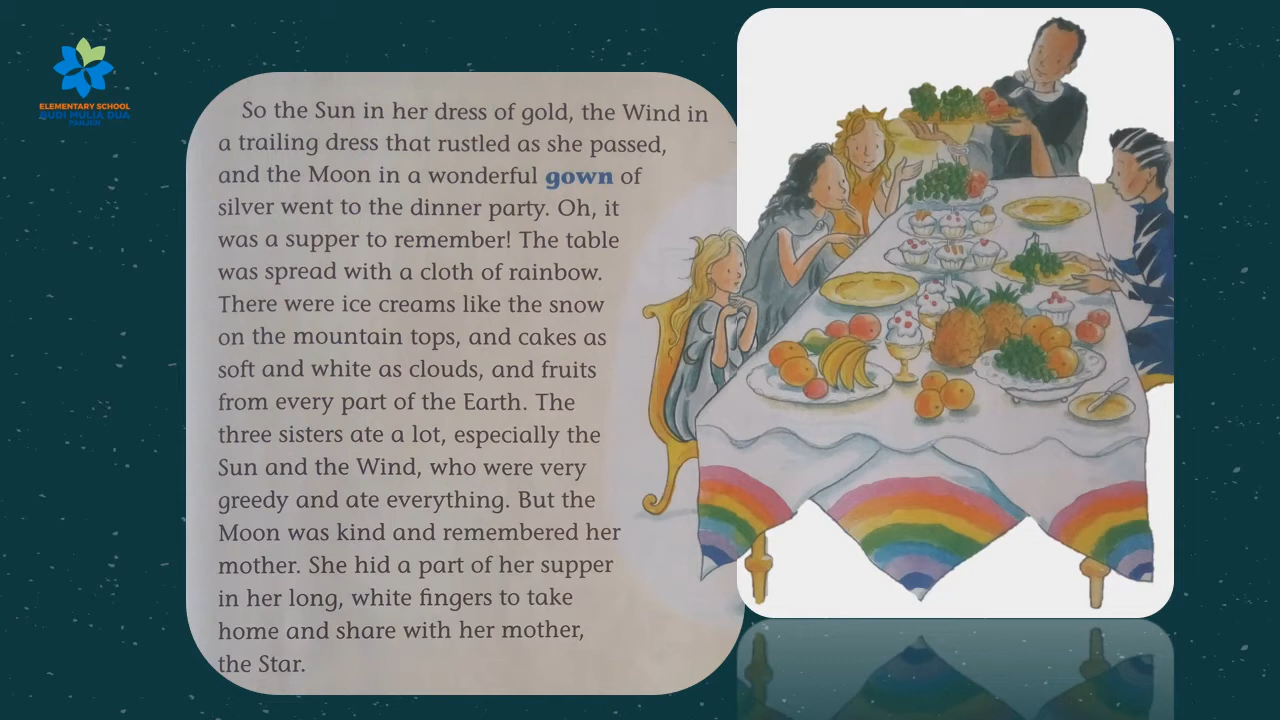 ELEMENTARY SCHOOL
BUDI MULIA DUA
PANJEN
So the Sun in her dress of gold, the Wind in
a trailing dress that rustled as she passed,
and the Moon in a wonderful gown of
silver went to the dinner party. Oh, it
was a supper to remember! The table
was spread with a cloth of rainbow.
There were ice creams like the snow
on the mountain tops, and cakes as
soft and white as clouds, and fruits
from every part of the Earth. The
three sisters ate a lot, especially the
Sun and the Wind, who were very
greedy and ate everything. But the
Moon was kind and remembered her
mother. She hid a part of her supper
in her long, white fingers to take
home and share with her mother,
the Star.